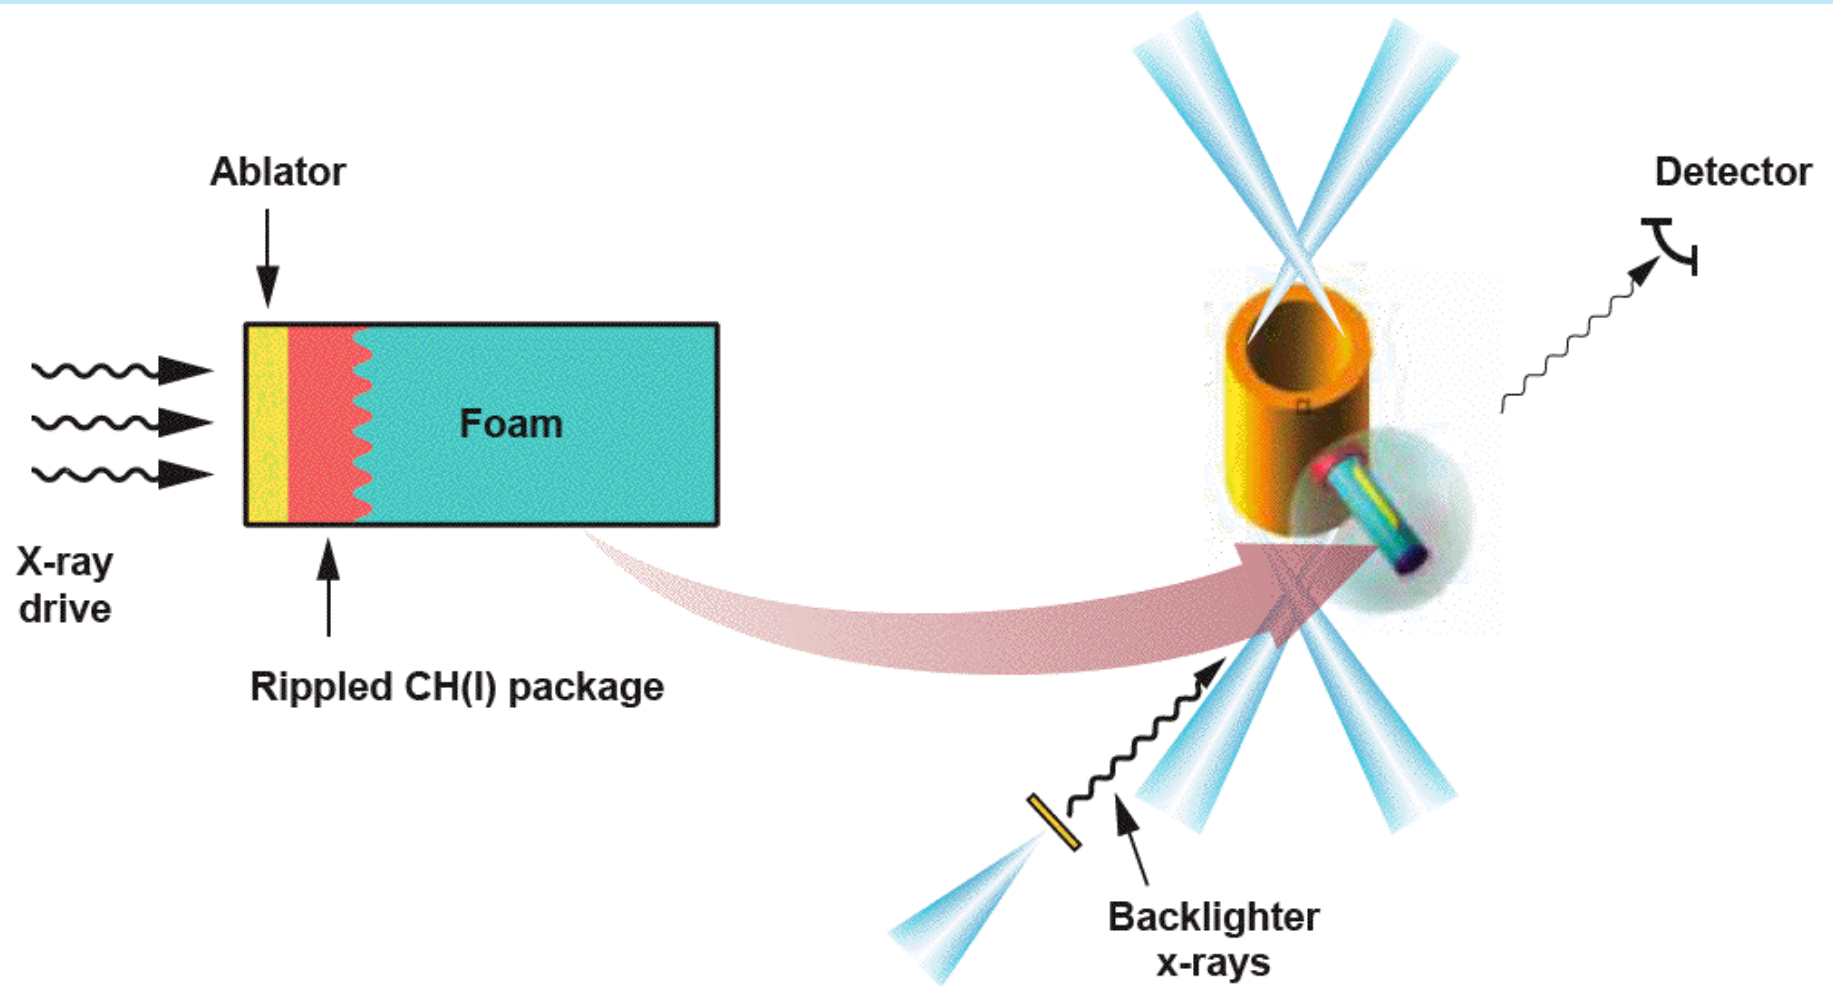 Ablator
Detector
Foam
X-ray
drive
Rippled CH(I) package
Backlighter
x-rays